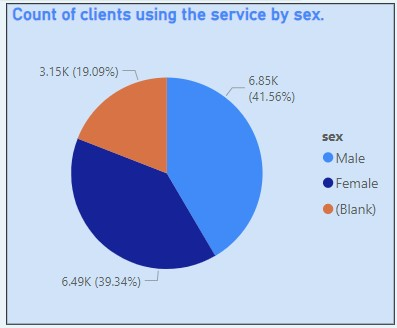 Count of clients using the service by sex.
3.15K (19.09%)
6.85K
(41.56%)
sex
Male
Female
(Blank)
6.49K (39.34%)